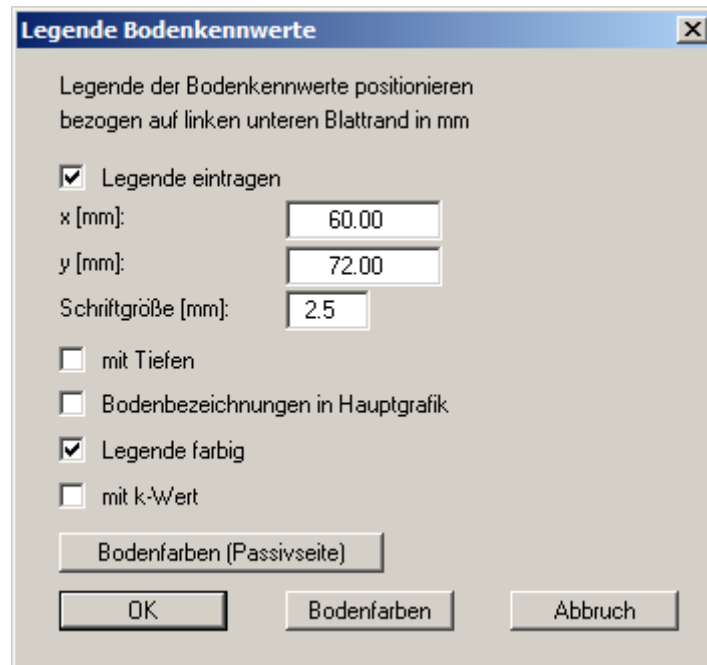 Legende Bodenkennwerte
Legende der Bodenkennwerte positionieren
bezogen auf linken unteren Blattrand in mm
Legende eintragen
x [mm]: 60.00
y [mm]: 72.00
Schriftgröße [mm]: 2.5
mit Tiefen
Bodenbezeichnungen in Hauptgrafik
Legende farbig
mit k-Wert
Bodenfarben (Passivseite)
OK Bodenfarben Abbruch